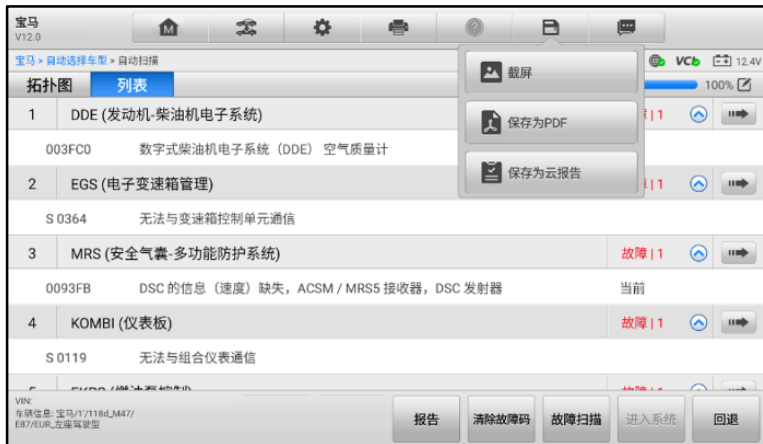 宝马
V12.0
宝马 > 自动选择车型 > 自动扫描
VCb 12.4V
拓扑图 列表 100%
截屏
保存为PDF
保存为云报告
1 DDE (发动机-柴油机电子系统) | 1
003FC0 数字式柴油机电子系统（DDE） 空气质量计
2 EGS (电子变速箱管理) | 1
S 0364 无法与变速箱控制单元通信
3 MRS (安全气囊-多功能防护系统) 故障 | 1
0093FB DSC 的信息（速度）缺失，ACSM / MRS5 接收器，DSC 发射器 当前
4 KOMBI (仪表板) 故障 | 1
S 0119 无法与组合仪表通信
VIN:
车辆信息: 宝马/1'/118d_M47/
E87/EUR_左座驾驶型
报告 清除故障码 故障扫描 进入系统 回退